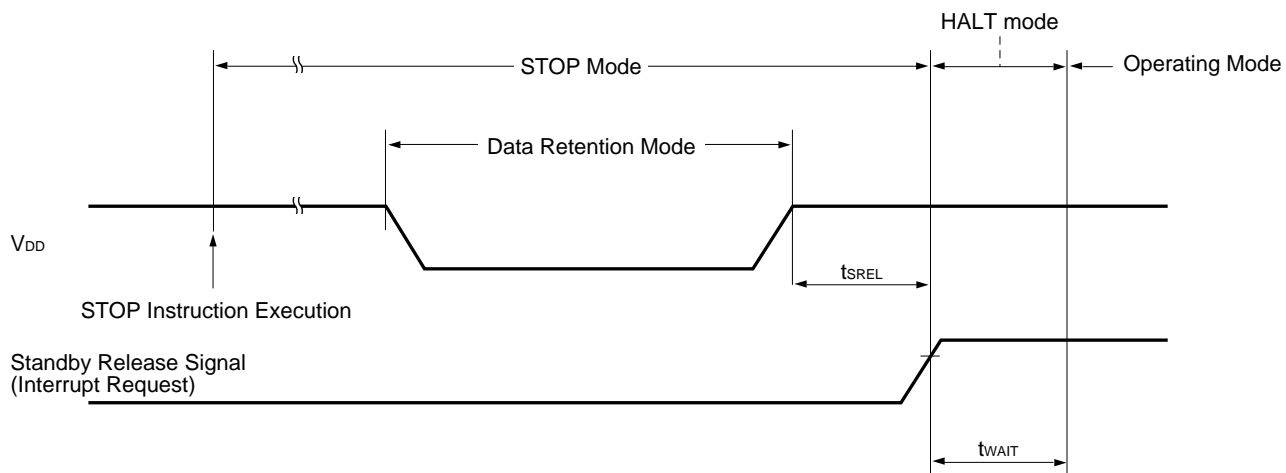 HALT mode
STOP Mode
Operating Mode
Data Retention Mode
VDD
tSREL
STOP Instruction Execution
Standby Release Signal
(Interrupt Request)
tWAIT